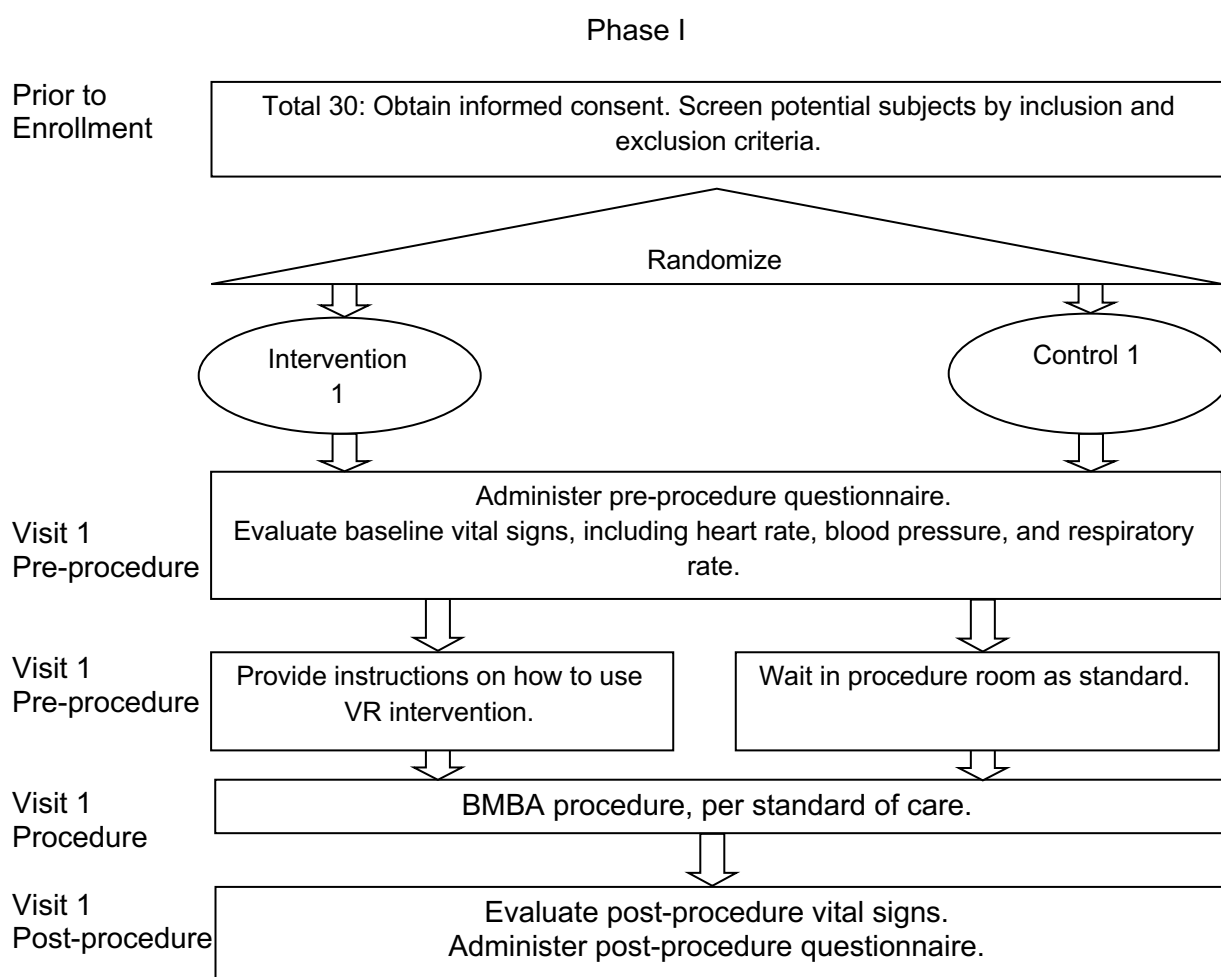 Phase I
Prior to
Enrollment
Total 30: Obtain informed consent. Screen potential subjects by inclusion and
exclusion criteria.
Randomize
Intervention
1
Control 1
Visit 1
Pre-procedure
Administer pre-procedure questionnaire.
Evaluate baseline vital signs, including heart rate, blood pressure, and respiratory
rate.
Visit 1
Pre-procedure
Provide instructions on how to use
VR intervention.
Wait in procedure room as standard.
Visit 1
Procedure
BMBA procedure, per standard of care.
Visit 1
Post-procedure
Evaluate post-procedure vital signs.
Administer post-procedure questionnaire.